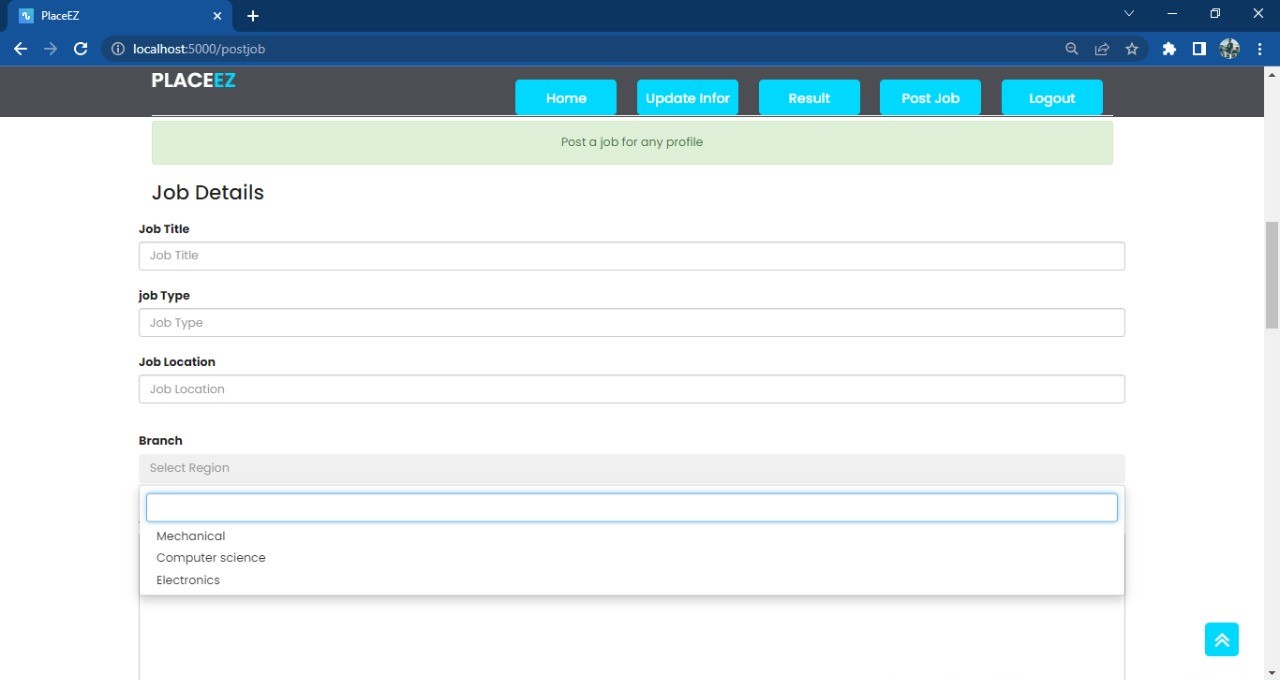 PlaceEZ
localhost:5000/postjob
PLACEEZ
Home
Update Infor
Result
Post Job
Logout
Post a job for any profile
Job Details
Job Title
Job Title
job Type
Job Type
Job Location
Job Location
Branch
Select Region
Mechanical
Computer science
Electronics